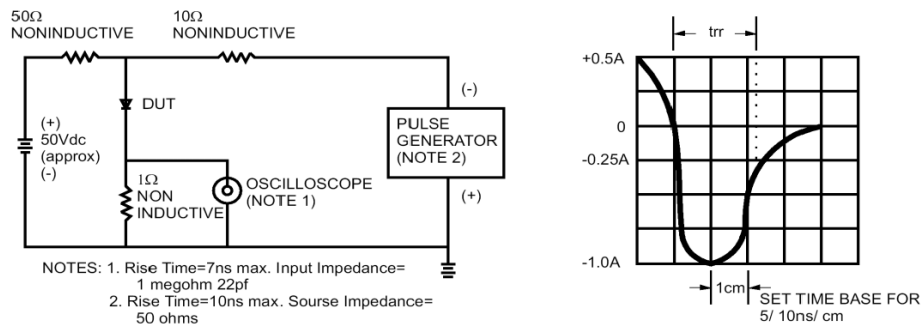 50Ω
NONINDUCTIVE
10Ω
NONINDUCTIVE
DUT
(+)
50Vdc
(approx)
(-)
1Ω
NON
INDUCTIVE
OSCILLOSCOPE
(NOTE 1)
(-)
PULSE
GENERATOR
(NOTE 2)
(+)
NOTES: 1. Rise Time=7ns max. Input Impedance=
1 megohm 22pf
2. Rise Time=10ns max. Sourse Impedance=
50 ohms
trr
+0.5A
0
-0.25A
-1.0A
1cm
SET TIME BASE FOR
5/ 10ns/ cm